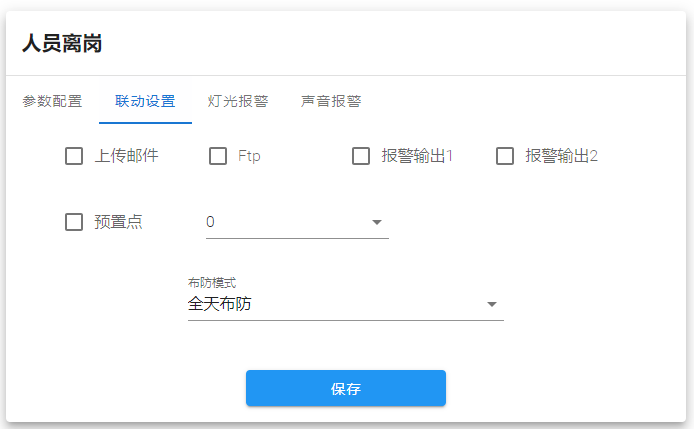 人员离岗
参数配置 联动设置 灯光报警 声音报警
上传邮件 Ftp 报警输出1 报警输出2
预置点 0
布防模式
全天布防
保存